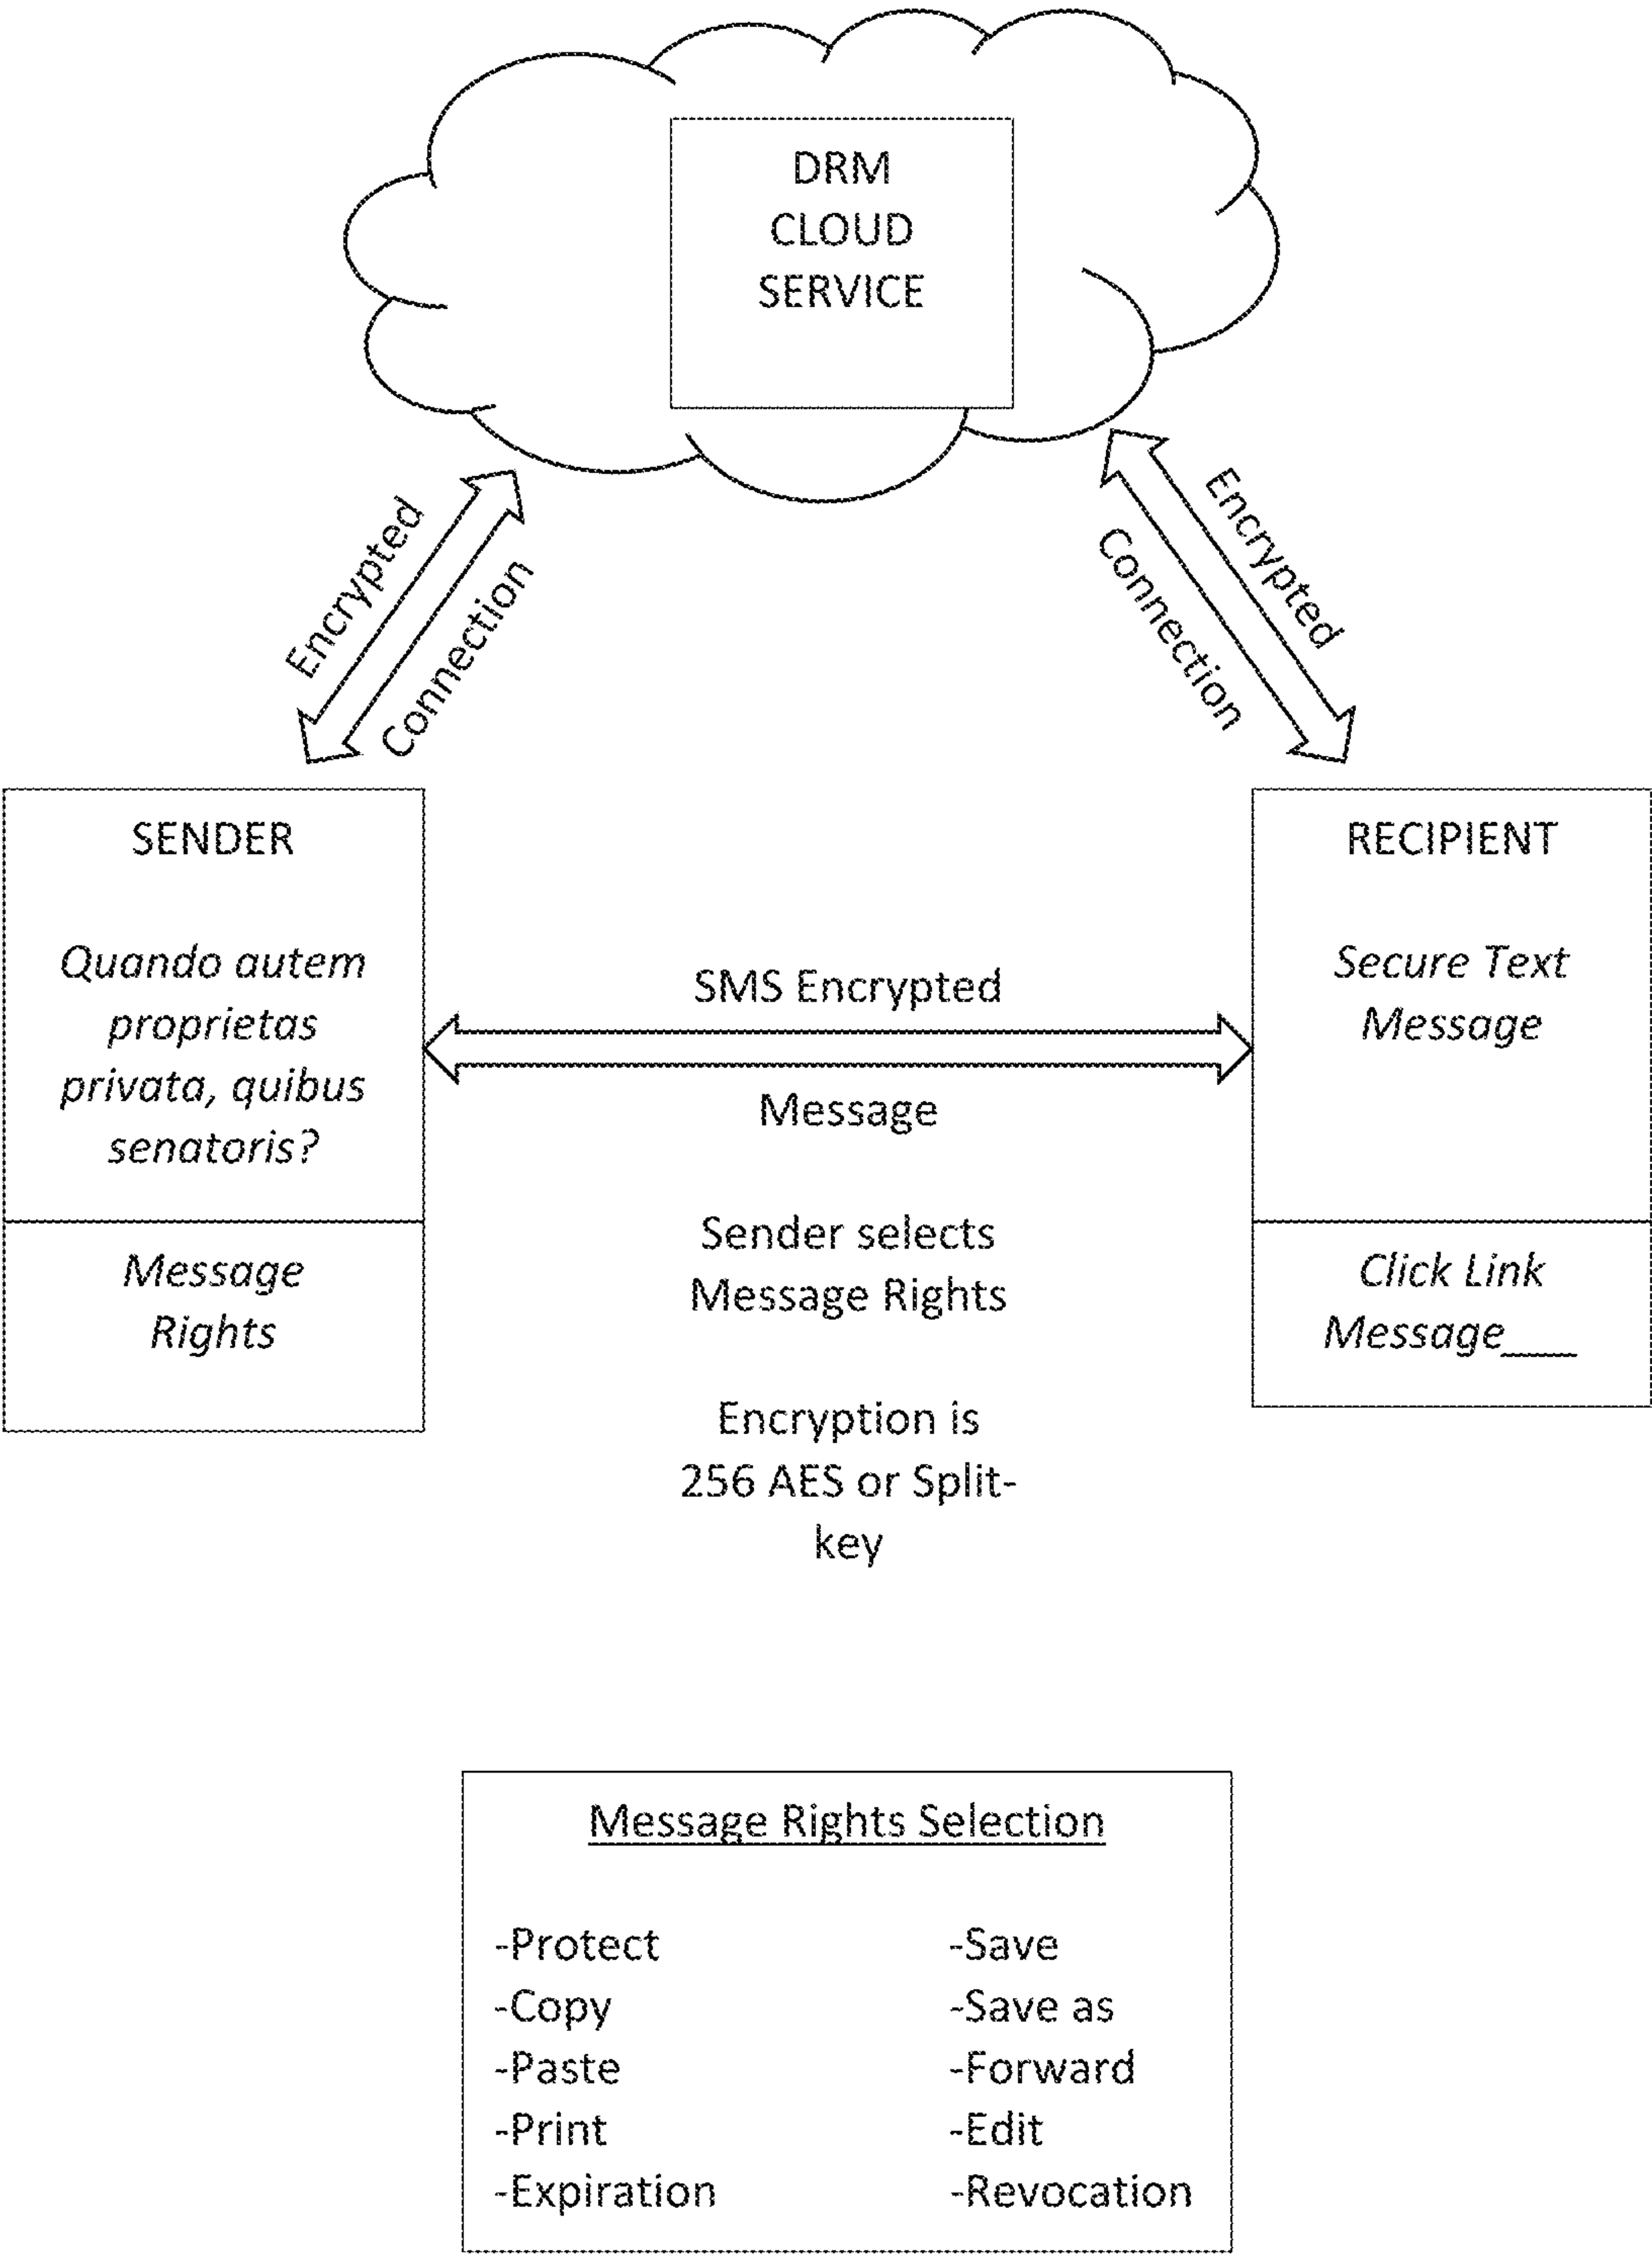 DRM
CLOUD
SERVICE
Encrypted
Connection
Encrypted
Connection
SENDER
Quando autem
proprietas
privata, quibus
senatoris?
Message
Rights
SMS Encrypted
Message
Sender selects
Message Rights
Encryption is
256 AES or Split-
key
RECIPIENT
Secure Text
Message
Click Link
Message___
Message Rights Selection
-Protect
-Copy
-Paste
-Print
-Expiration
-Save
-Save as
-Forward
-Edit
-Revocation